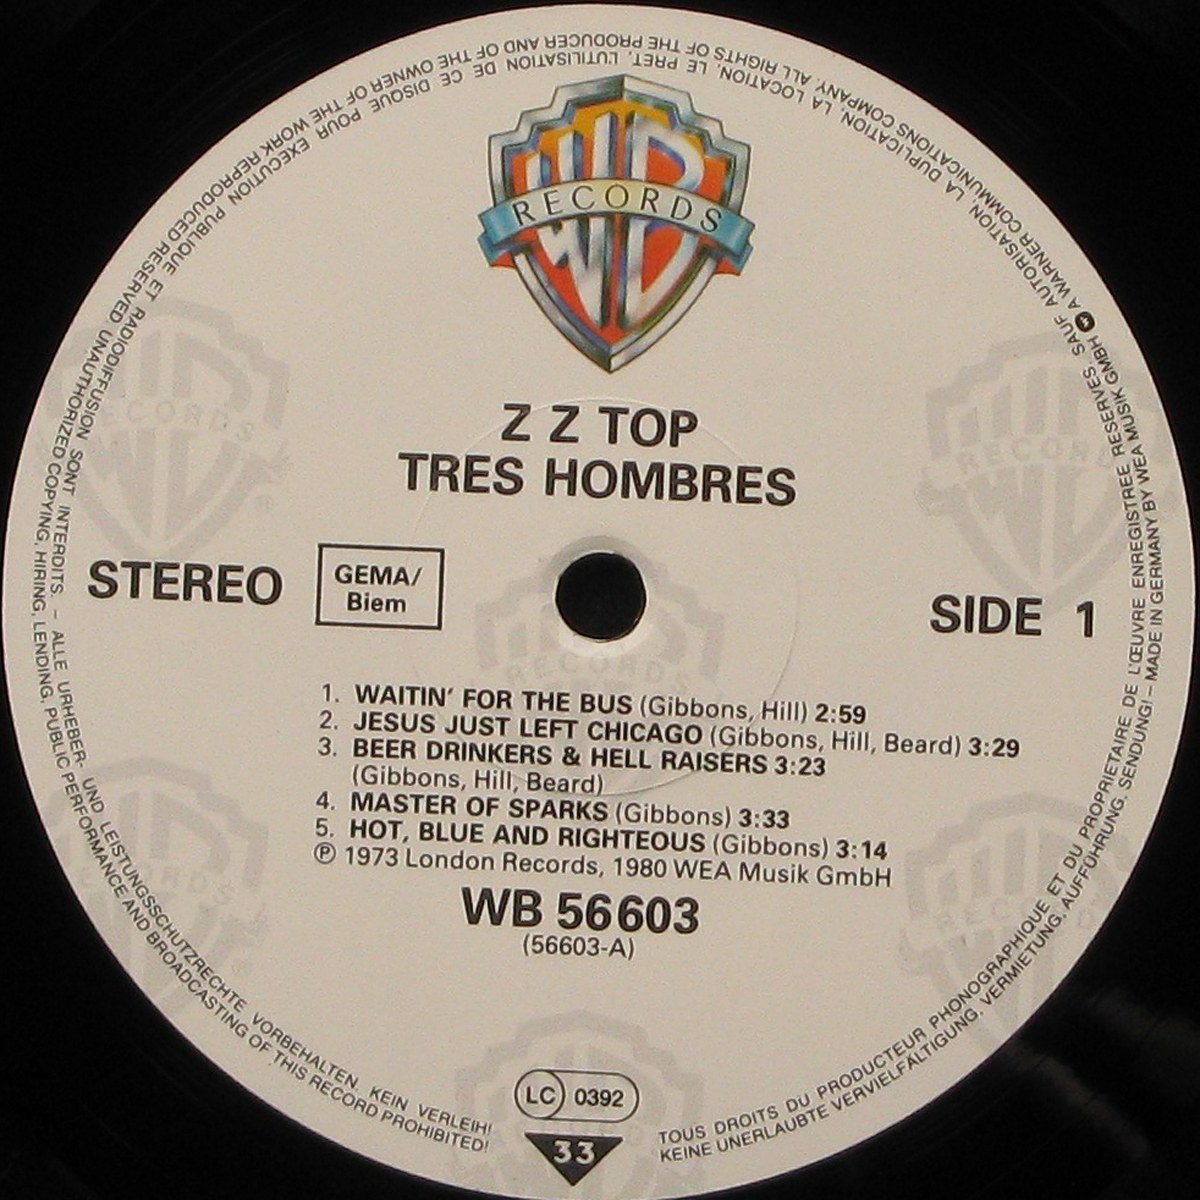 RECORDS
Z Z TOP
TRES HOMBRES
STEREO
GEMA/
Biem
SIDE 1
1. WAITIN' FOR THE BUS (Gibbons, Hill) 2:59
2. JESUS JUST LEFT CHICAGO (Gibbons, Hill, Beard) 3:29
3. BEER DRINKERS & HELL RAISERS 3:23
(Gibbons, Hill, Beard)
4. MASTER OF SPARKS (Gibbons) 3:33
5. HOT, BLUE AND RIGHTEOUS (Gibbons) 3:14
℗ 1973 London Records, 1980 WEA Musik GmbH
WB 56603
(56603-A)
LC 0392
33
TOUS DROITS DU PRODUCTEUR PHONOGRAPHIQUE ET DU PROPRIETAIRE DE L'ŒUVRE ENREGISTREE RESERVES. SAUF AUTORISATION, LA DUPLICATION, LA LOCATION, LE PRET, L'UTILISATION DE CE DISQUE POUR EXECUTION PUBLIQUE ET RADIODIFFUSION SONT INTERDITS. – ALLE URHEBER- UND LEISTUNGSSCHUTZRECHTE VORBEHALTEN. KEIN VERLEIH!
KEINE UNERLAUBTE VERVIELFÄLTIGUNG, VERMIETUNG, AUFFÜHRUNG, SENDUNG! – MADE IN GERMANY BY WEA MUSIK GMBH A WARNER COMMUNICATIONS COMPANY. ALL RIGHTS OF THE PRODUCER AND OF THE OWNER OF THE WORK REPRODUCED RESERVED UNAUTHORIZED COPYING, HIRING, LENDING, PUBLIC PERFORMANCE AND BROADCASTING OF THIS RECORD PROHIBITED!